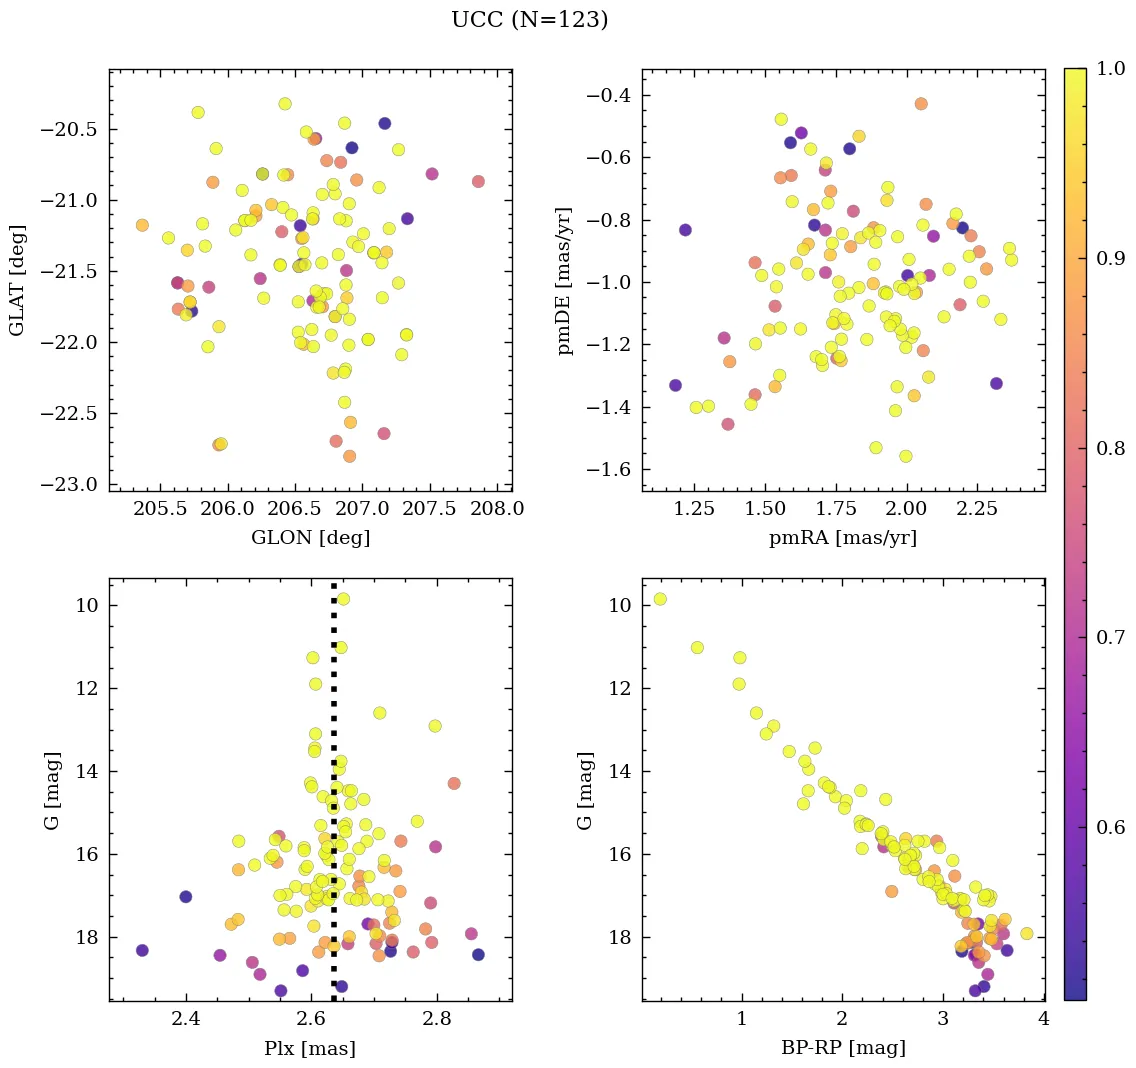 UCC (N=123)
−20.5
−21.0
−21.5
−22.0
−22.5
−23.0
GLAT [deg]
205.5 206.0 206.5 207.0 207.5 208.0
GLON [deg]
−0.4
−0.6
−0.8
−1.0
−1.2
−1.4
−1.6
pmDE [mas/yr]
1.25 1.50 1.75 2.00 2.25
pmRA [mas/yr]
1.0
0.9
0.8
0.7
0.6
10
12
14
16
18
G [mag]
2.4 2.6 2.8
Plx [mas]
10
12
14
16
18
G [mag]
1 2 3 4
BP-RP [mag]